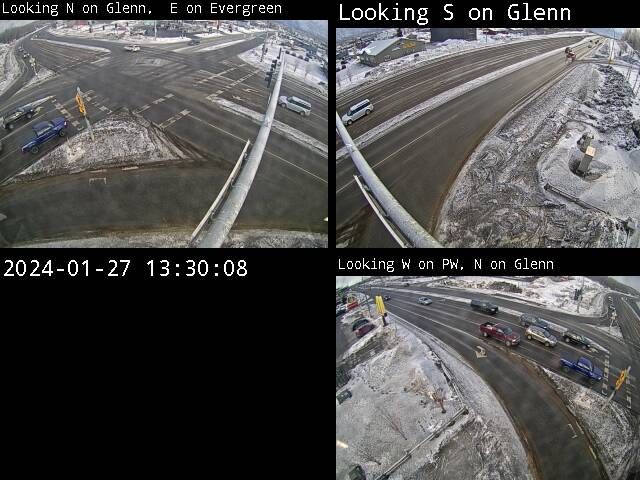 Looking N on Glenn, E on Evergreen
Looking S on Glenn
2024-01-27 13:30:08
Looking W on PW, N on Glenn